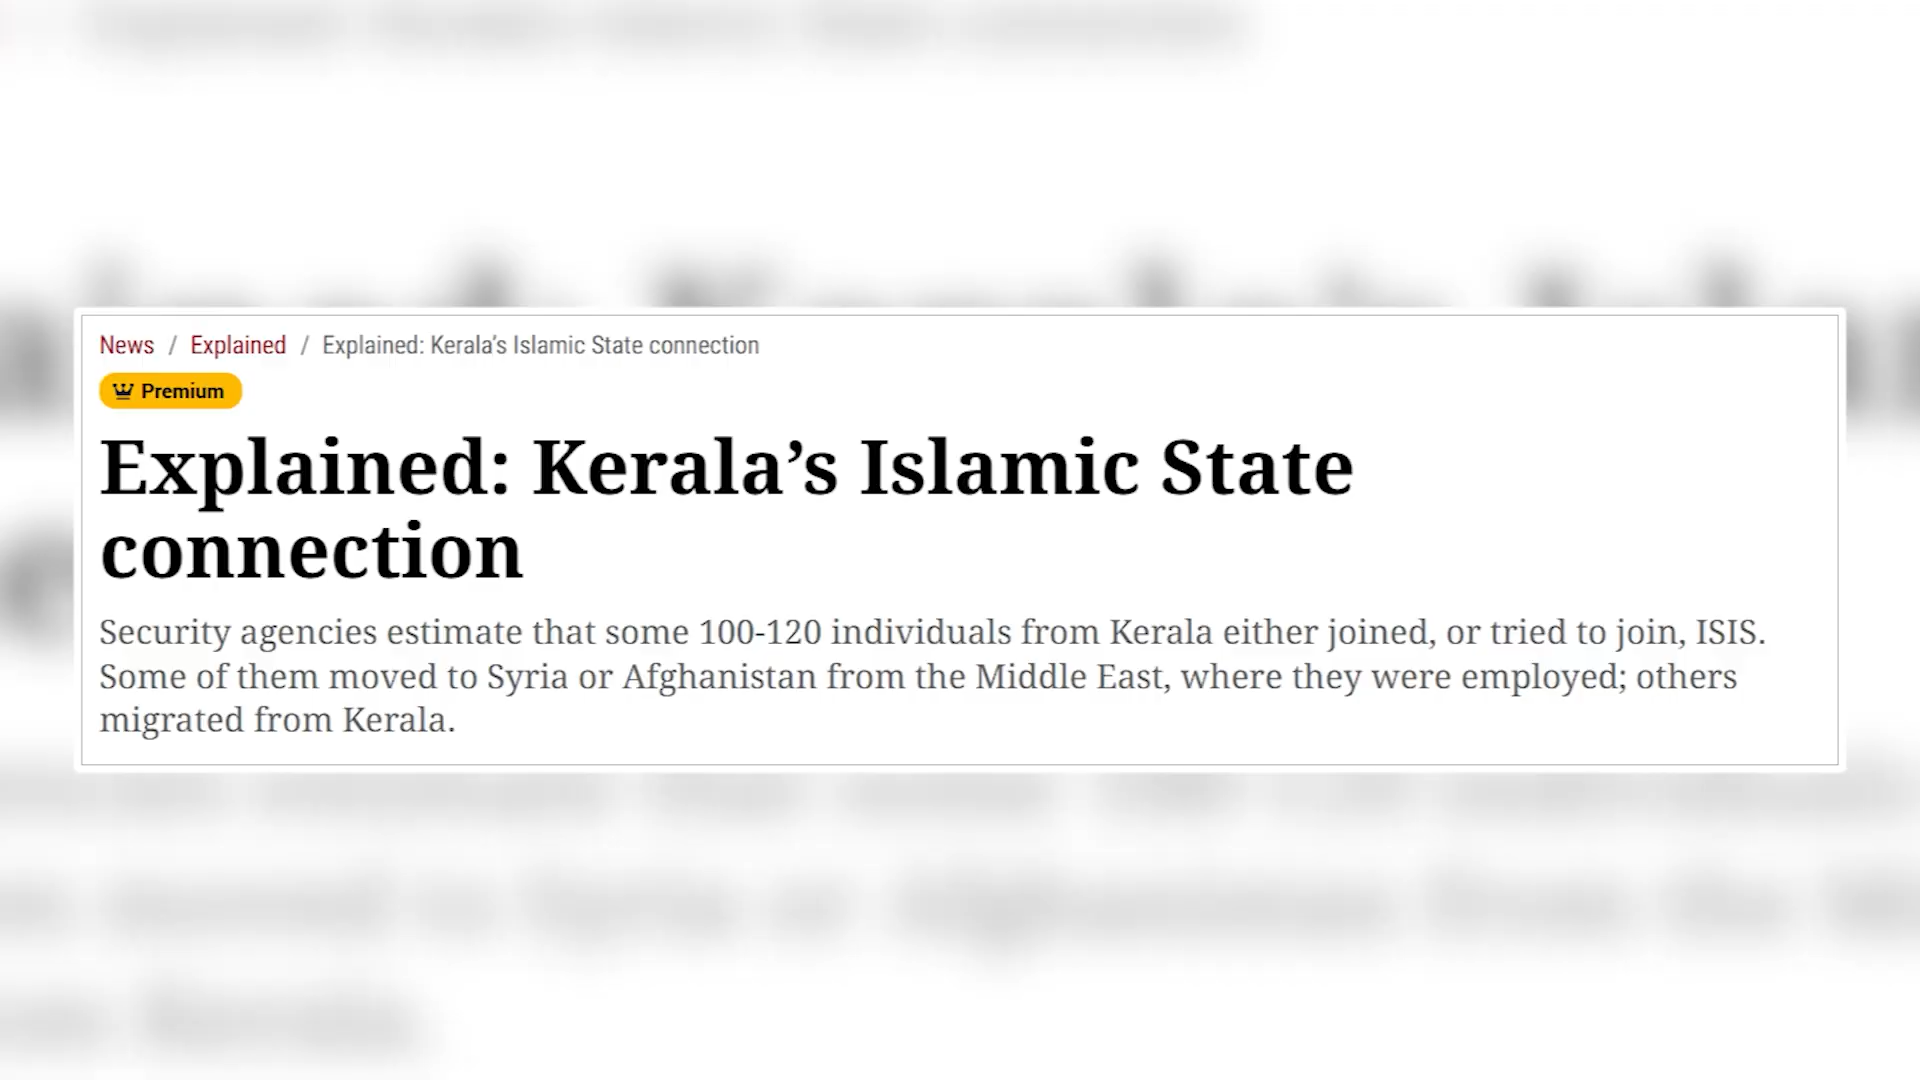 News / Explained / Explained: Kerala’s Islamic State connection
Premium
Explained: Kerala’s Islamic State
connection
Security agencies estimate that some 100-120 individuals from Kerala either joined, or tried to join, ISIS.
Some of them moved to Syria or Afghanistan from the Middle East, where they were employed; others
migrated from Kerala.